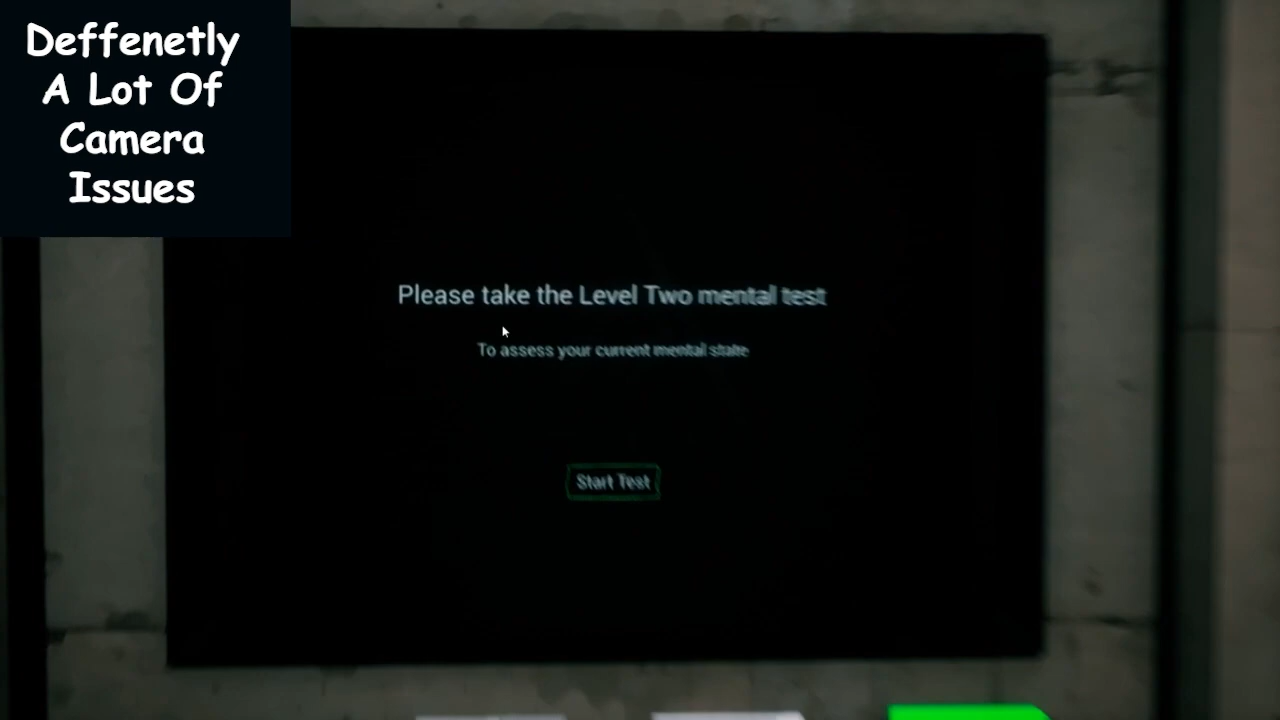 Deffenetly
A Lot Of
Camera
Issues
Please take the Level Two mental test
To assess your current mental state
Start Test